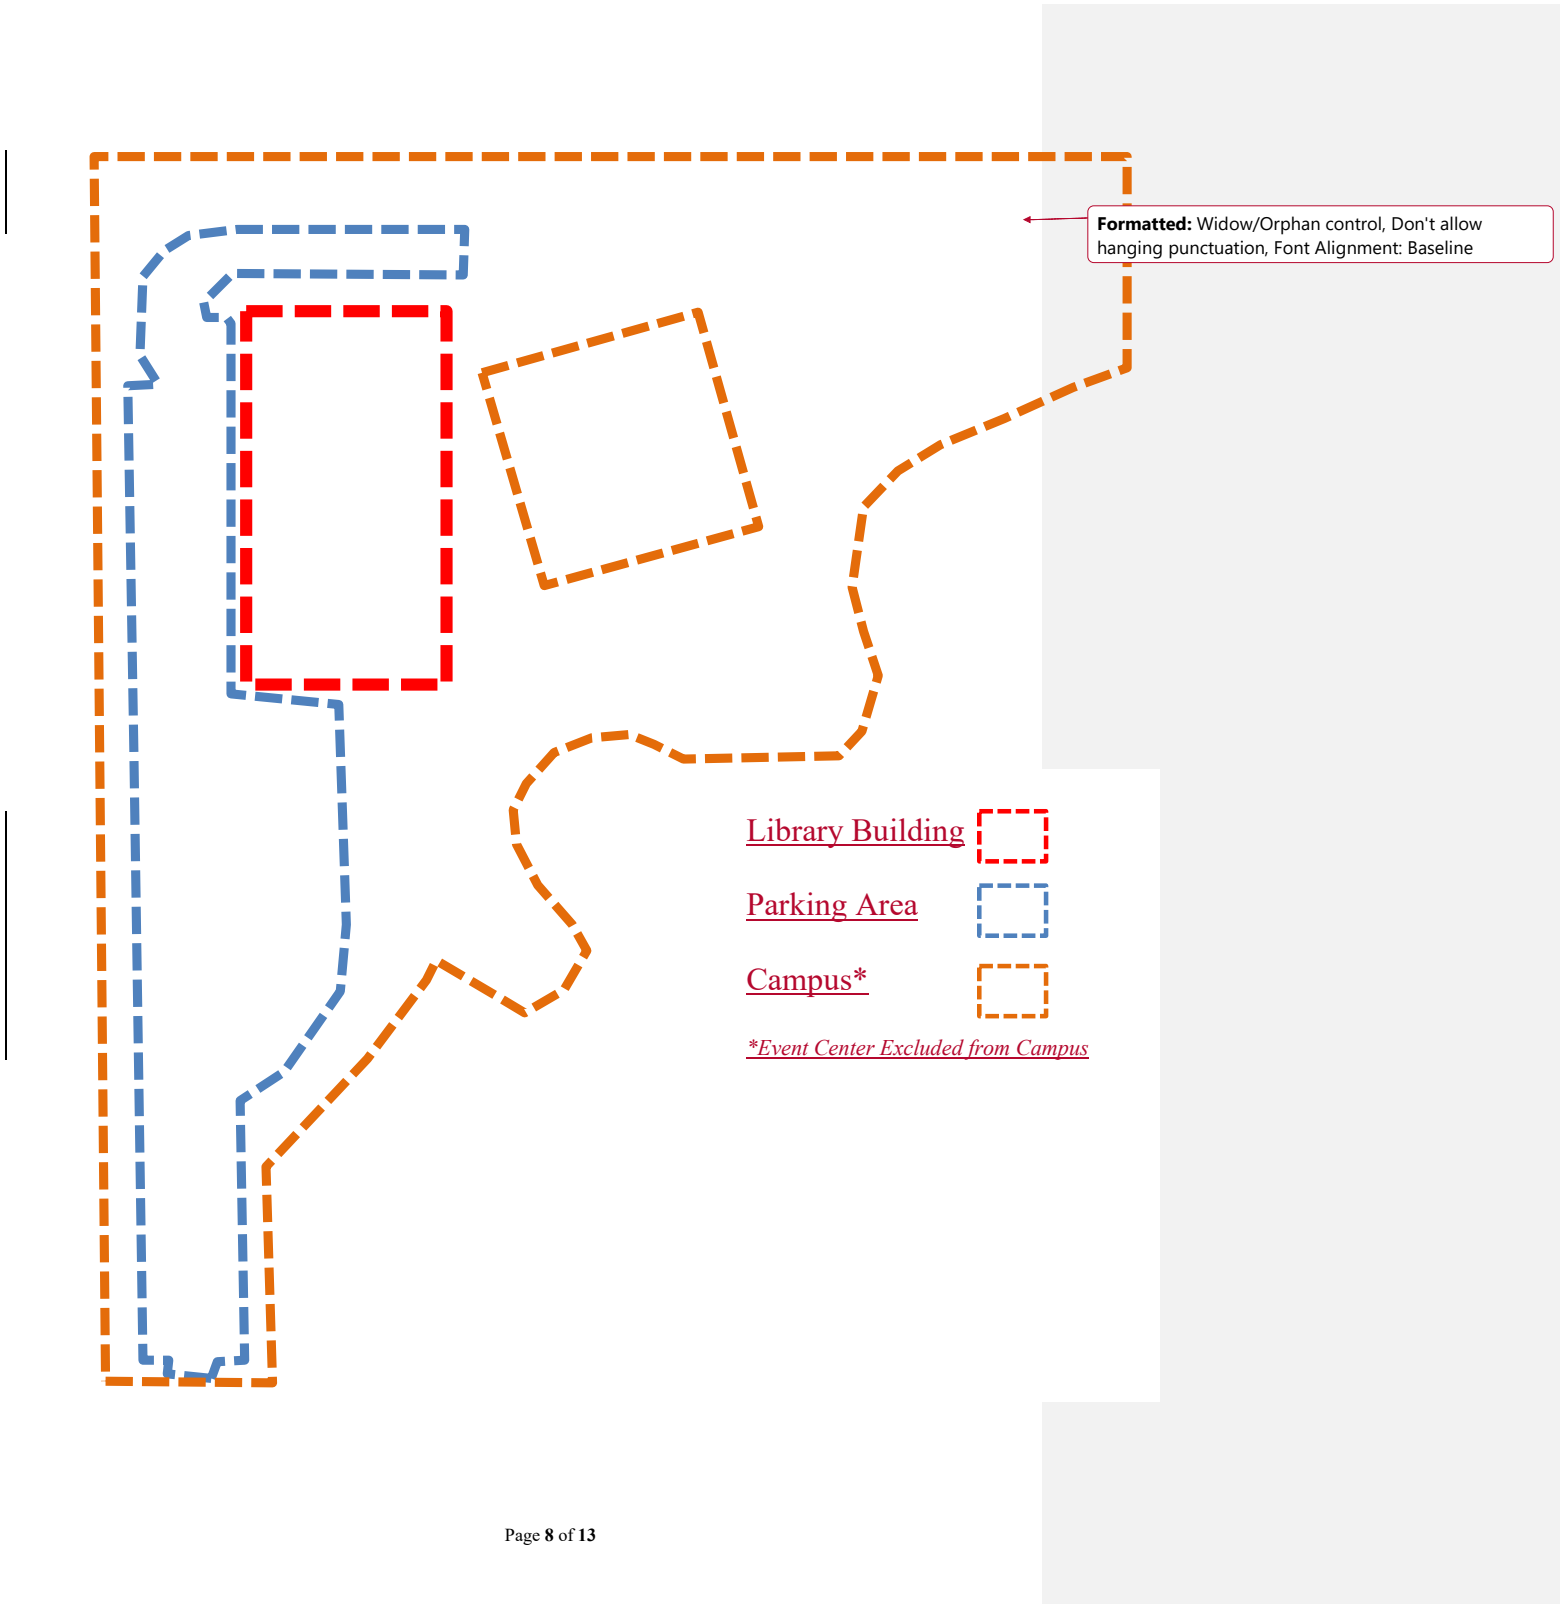 Formatted: Widow/Orphan control, Don't allow
hanging punctuation, Font Alignment: Baseline
Library Building
Parking Area
Campus*
*Event Center Excluded from Campus
Page 8 of 13